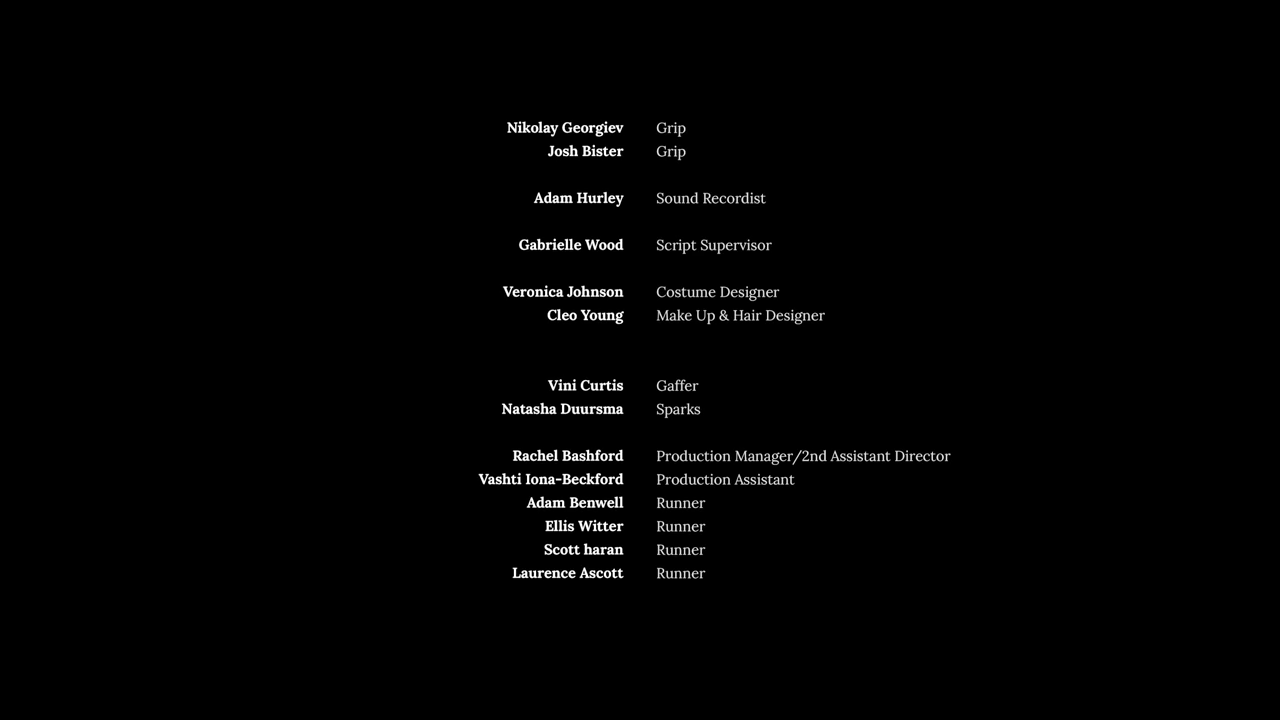 Nikolay Georgiev Grip
Josh Bister Grip
Adam Hurley Sound Recordist
Gabrielle Wood Script Supervisor
Veronica Johnson Costume Designer
Cleo Young Make Up & Hair Designer
Vini Curtis Gaffer
Natasha Duursma Sparks
Rachel Bashford Production Manager/2nd Assistant Director
Vashti Iona-Beckford Production Assistant
Adam Benwell Runner
Ellis Witter Runner
Scott haran Runner
Laurence Ascott Runner